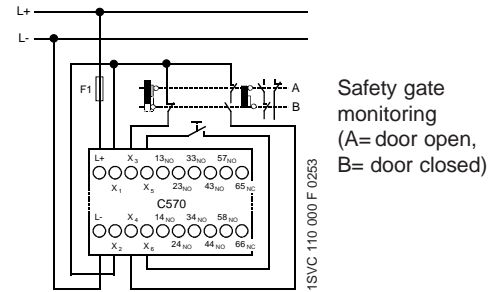 L+
L-
F1
A
B
Safety gate
monitoring
(A= door open,
B= door closed)
L+ X3 13NO 33NO 57NO
X1 X5 23NO 43NO 65NC
C570
L- X4 14NO 34NO 58NO
X2 X6 24NO 44NO 66NC
1SVC 110 000 F 0253